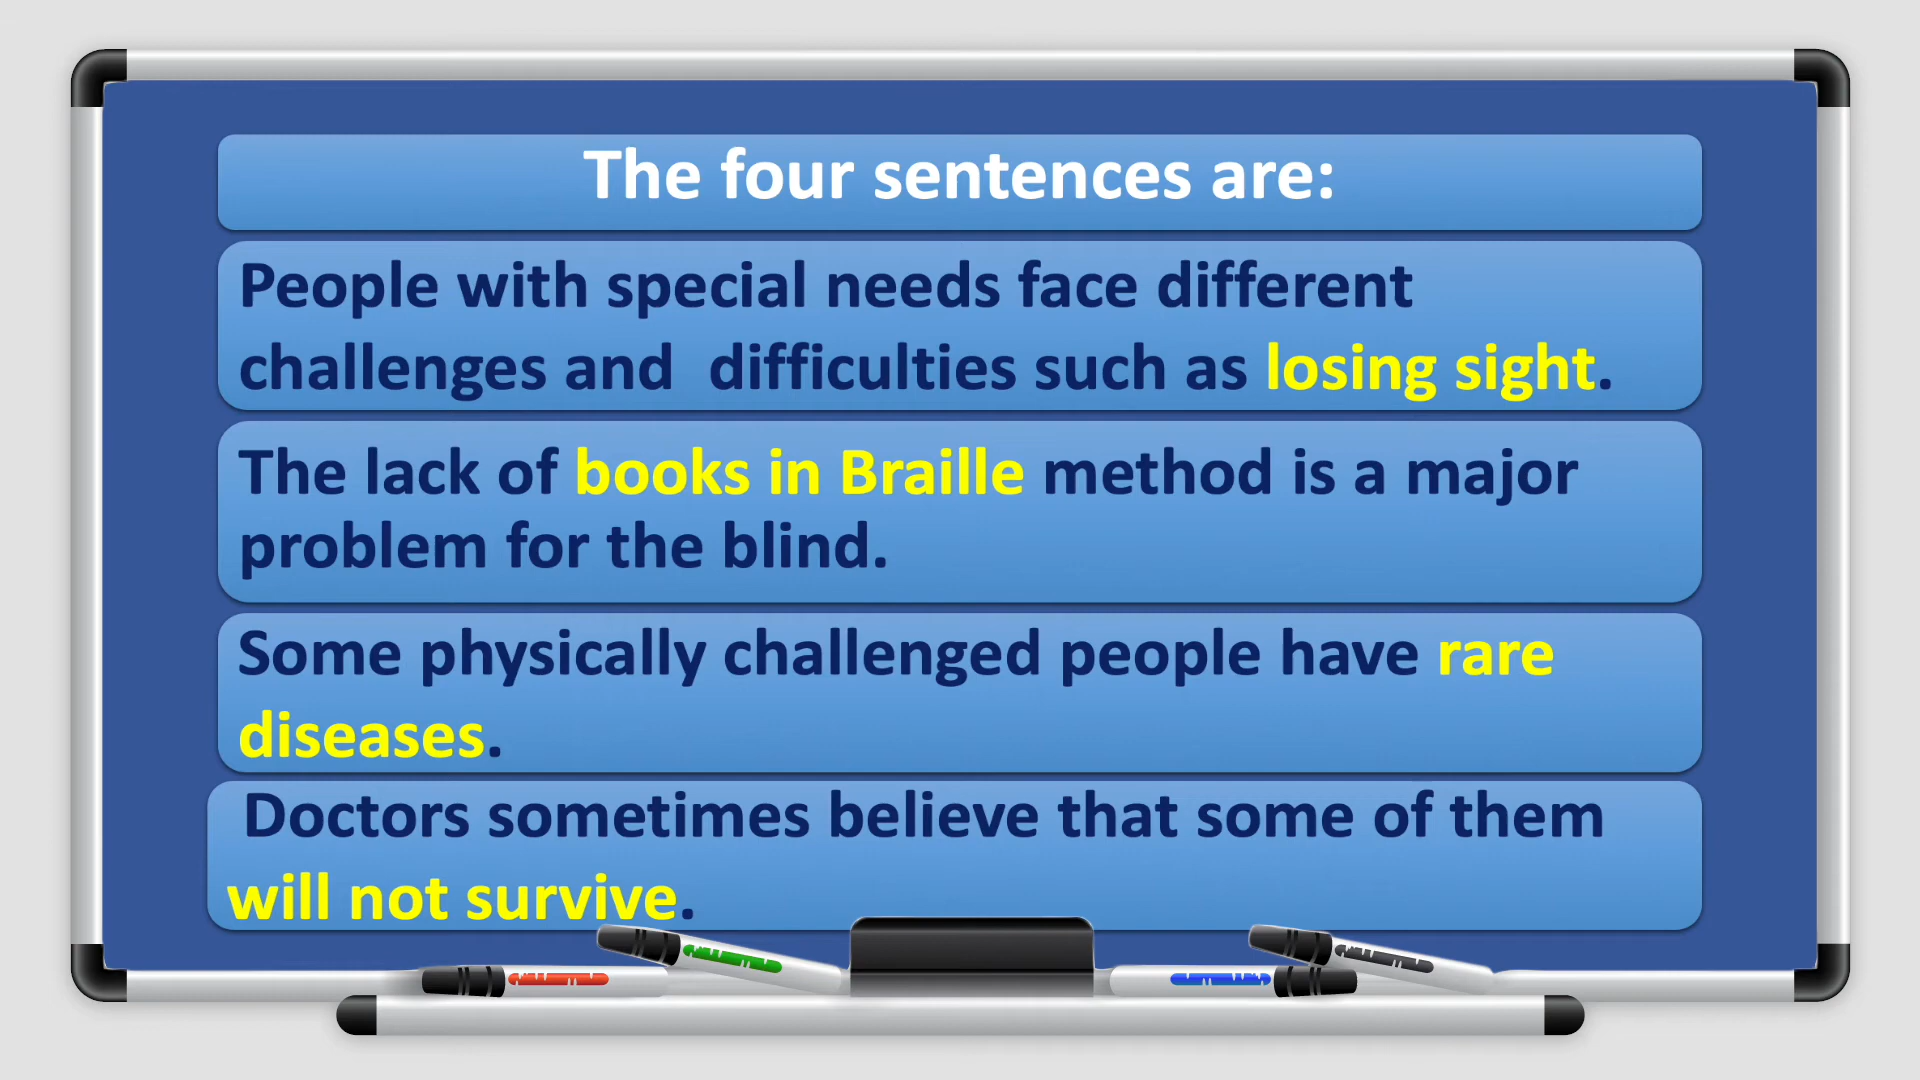 The four sentences are:
People with special needs face different
challenges and  difficulties such as losing sight.
The lack of books in Braille method is a major
problem for the blind.
Some physically challenged people have rare
diseases.
Doctors sometimes believe that some of them
will not survive.